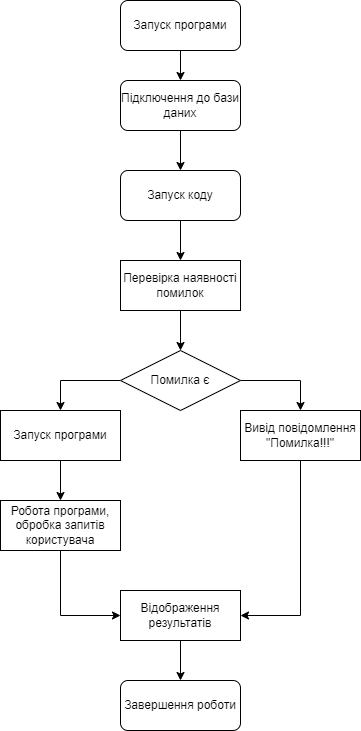 Запуск програми
Підключення до бази
даних
Запуск коду
Перевірка наявності
помилок
Помилка є
Запуск програми
Вивід повідомлення
"Помилка!!!"
Робота програми,
обробка запитів
користувача
Відображення
результатів
Завершення роботи